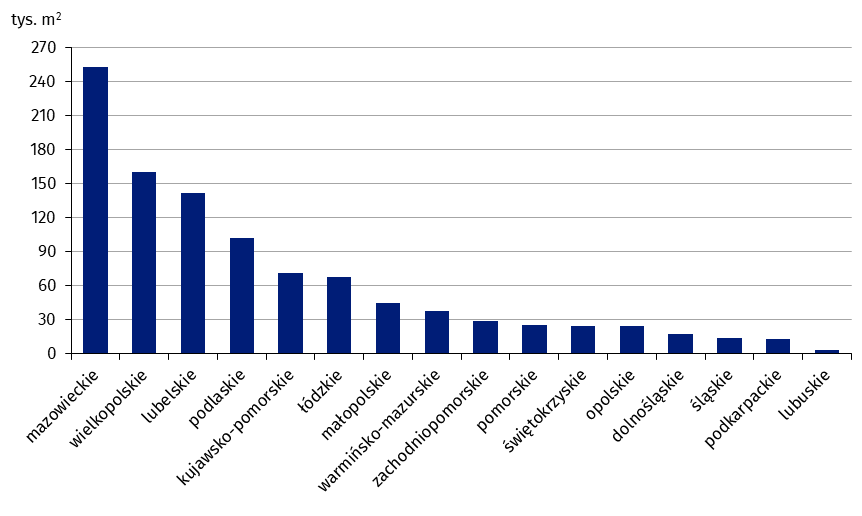 tys. m²
270
240
210
180
150
120
90
60
30
0
mazowieckie
wielkopolskie
lubelskie
podlaskie
kujawsko-pomorskie
łódzkie
małopolskie
warmińsko-mazurskie
zachodniopomorskie
pomorskie
świętokrzyskie
opolskie
dolnośląskie
śląskie
podkarpackie
lubuskie